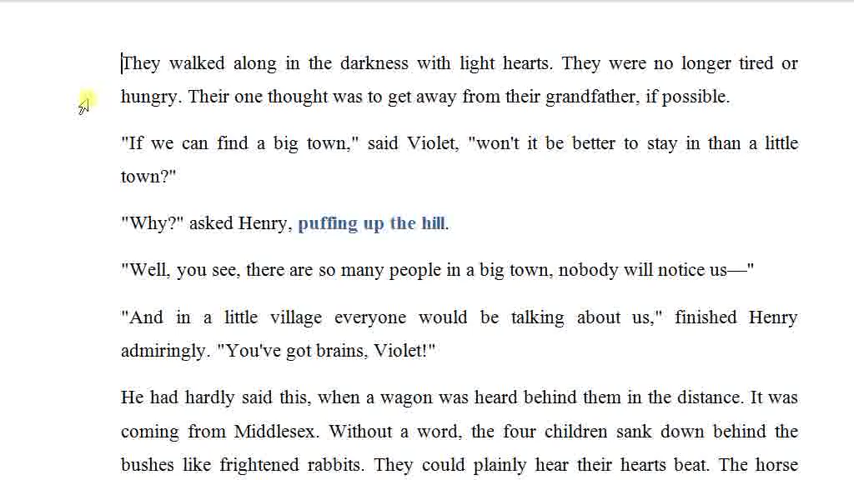 They walked along in the darkness with light hearts. They were no longer tired or
hungry. Their one thought was to get away from their grandfather, if possible.
"If we can find a big town," said Violet, "won't it be better to stay in than a little
town?"
"Why?" asked Henry, puffing up the hill.
"Well, you see, there are so many people in a big town, nobody will notice us—"
"And in a little village everyone would be talking about us," finished Henry
admiringly. "You've got brains, Violet!"
He had hardly said this, when a wagon was heard behind them in the distance. It was
coming from Middlesex. Without a word, the four children sank down behind the
bushes like frightened rabbits. They could plainly hear their hearts beat. The horse